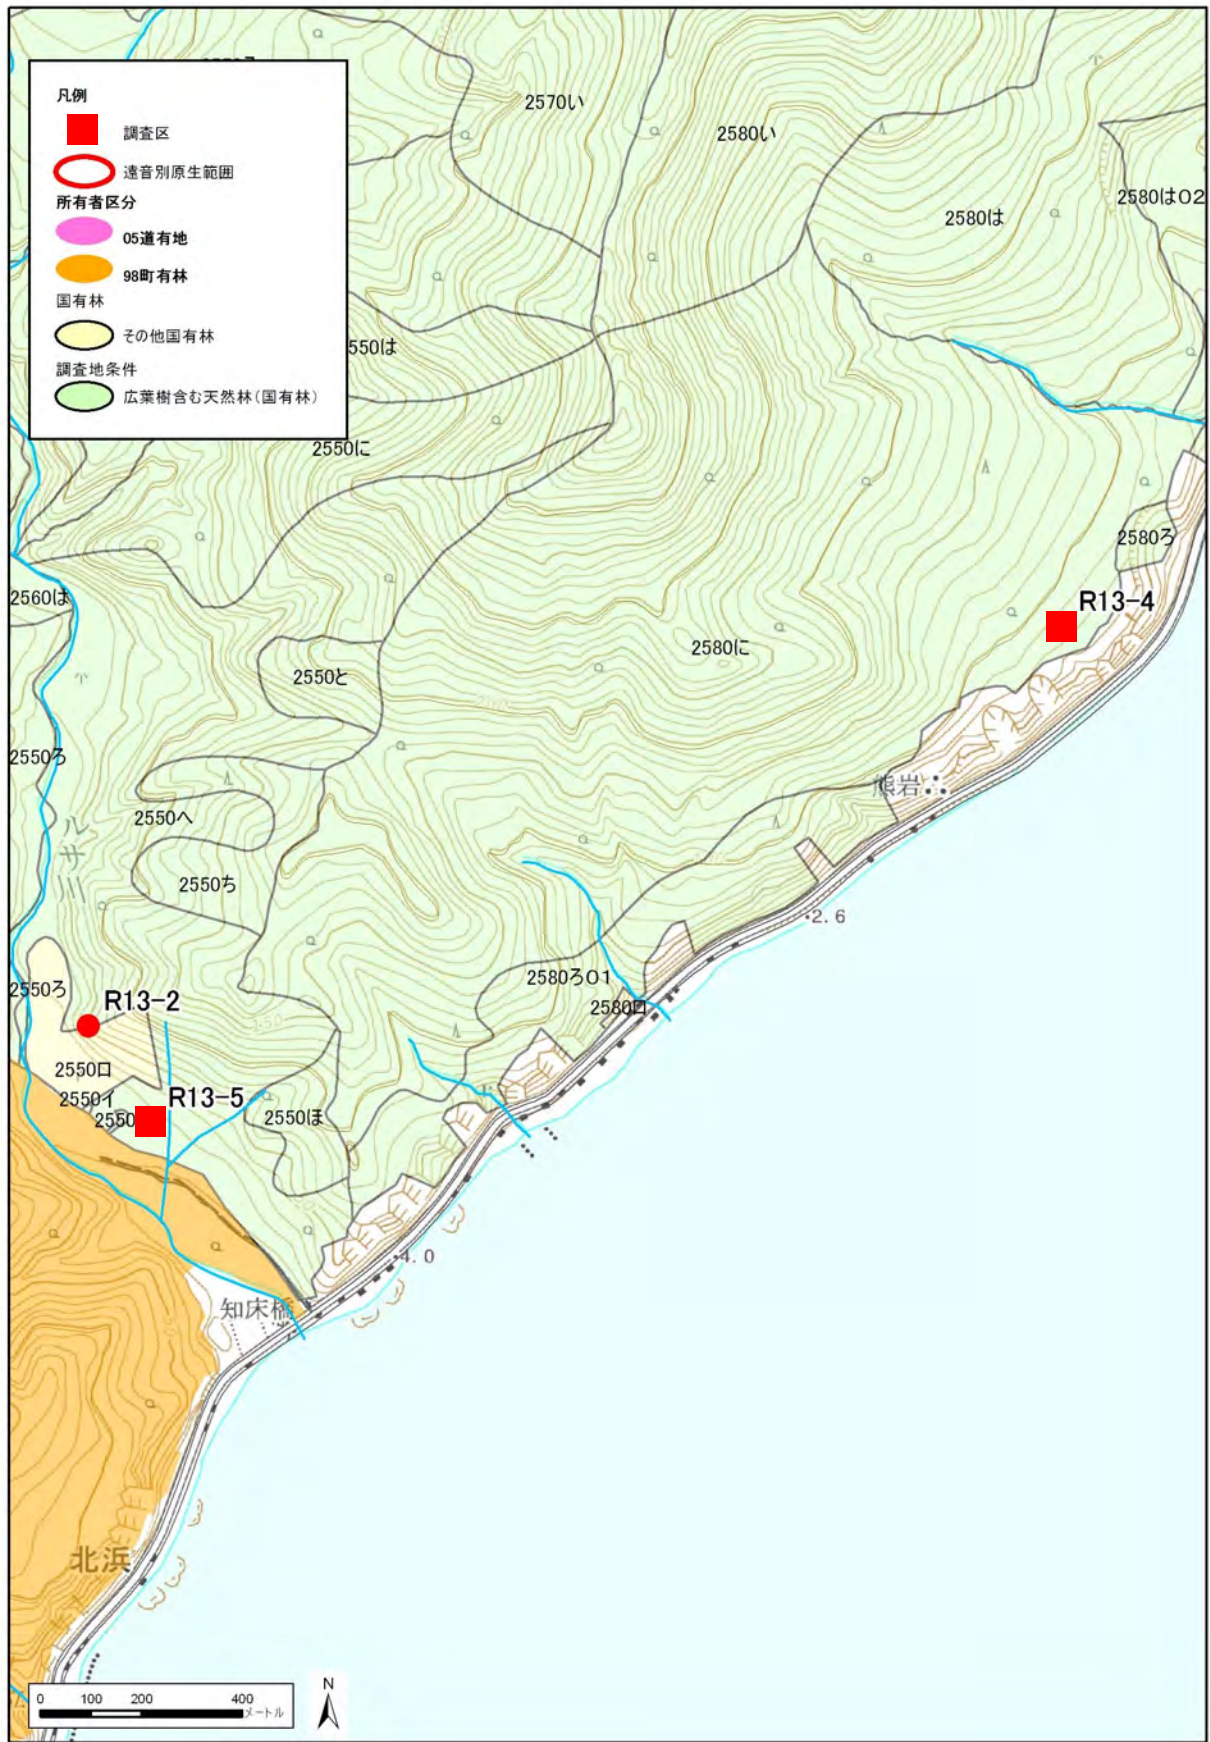 凡例
調査区
遠音別原生範囲
所有者区分
05道有地
98町有林
国有林
その他国有林
調査地条件
広葉樹含む天然林(国有林)
2570い
2580い
2580は02
2580は
550は
2550に
2580ろ
2560は
R13-4
2580に
2550と
2550ろ
熊岩
2550へ
ルサ川
2550ち
2.6
2580ろ01
2550ろ
R13-2
2580ロ
150
2550ロ
2550イ
R13-5
2550
2550ほ
4.0
知床橋
北浜
0 100 200 400
メートル
N